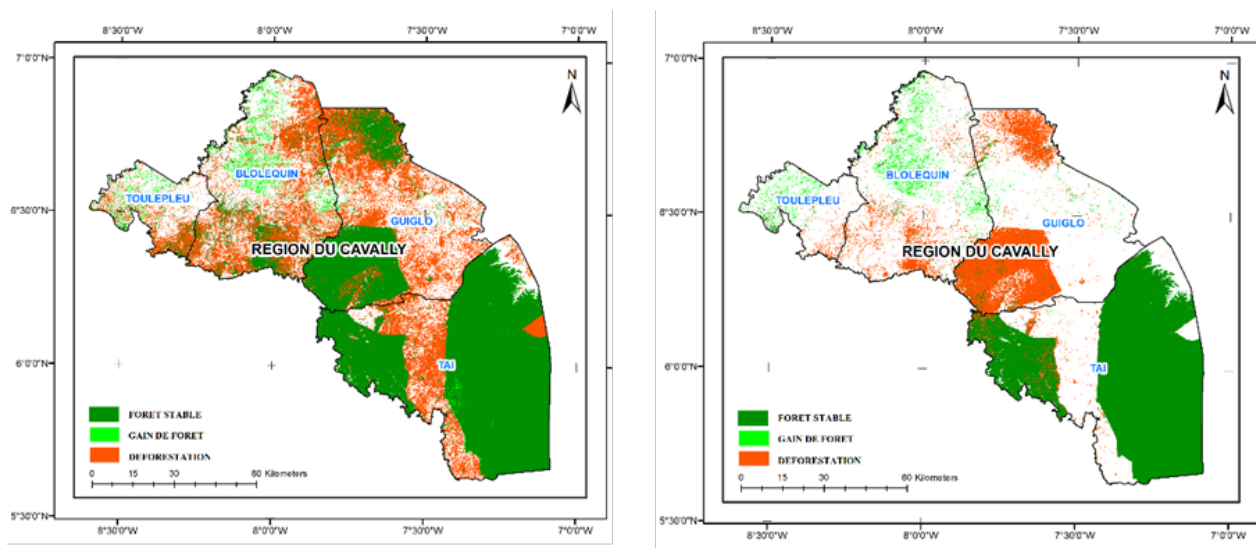 8°30'0"W 8°0'0"W 7°30'0"W 7°0'0"W
7°0'0"N
N
BLOLEQUIN
TOULEPLEU
6°30'0"N
GUIGLO
REGION DU CAVALLY
6°0'0"N
TAI
FORET STABLE
GAIN DE FORET
DEFORESTATION
0 15 30 60 Kilometers
5°30'0"N
8°30'0"W 8°0'0"W 7°30'0"W 7°0'0"W
8°30'0"W 8°0'0"W 7°30'0"W 7°0'0"W
7°0'0"N
N
BLOLEQUIN
TOULEPLEU
6°30'0"N
GUIGLO
REGION DU CAVALLY
6°0'0"N
TAI
FORET STABLE
GAIN DE FORET
DEFORESTATION
0 15 30 60 Kilometers
5°30'0"N
8°30'0"W 8°0'0"W 7°30'0"W 7°0'0"W